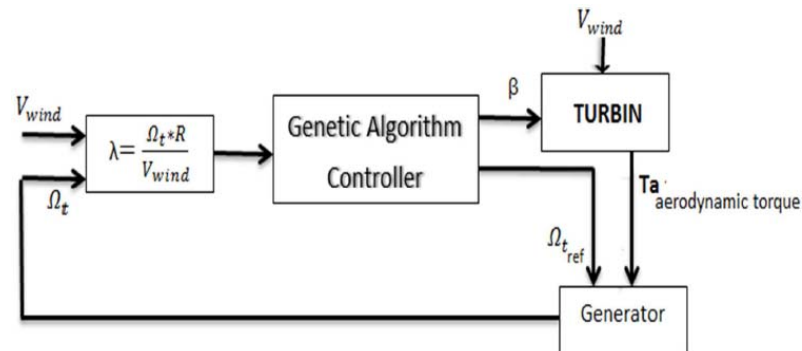 V_wind
V_wind
β
TURBIN
λ= Ω_t*R / V_wind
Genetic Algorithm
Controller
Ω_t
Ta
aerodynamic torque
Ω_t_ref
Generator